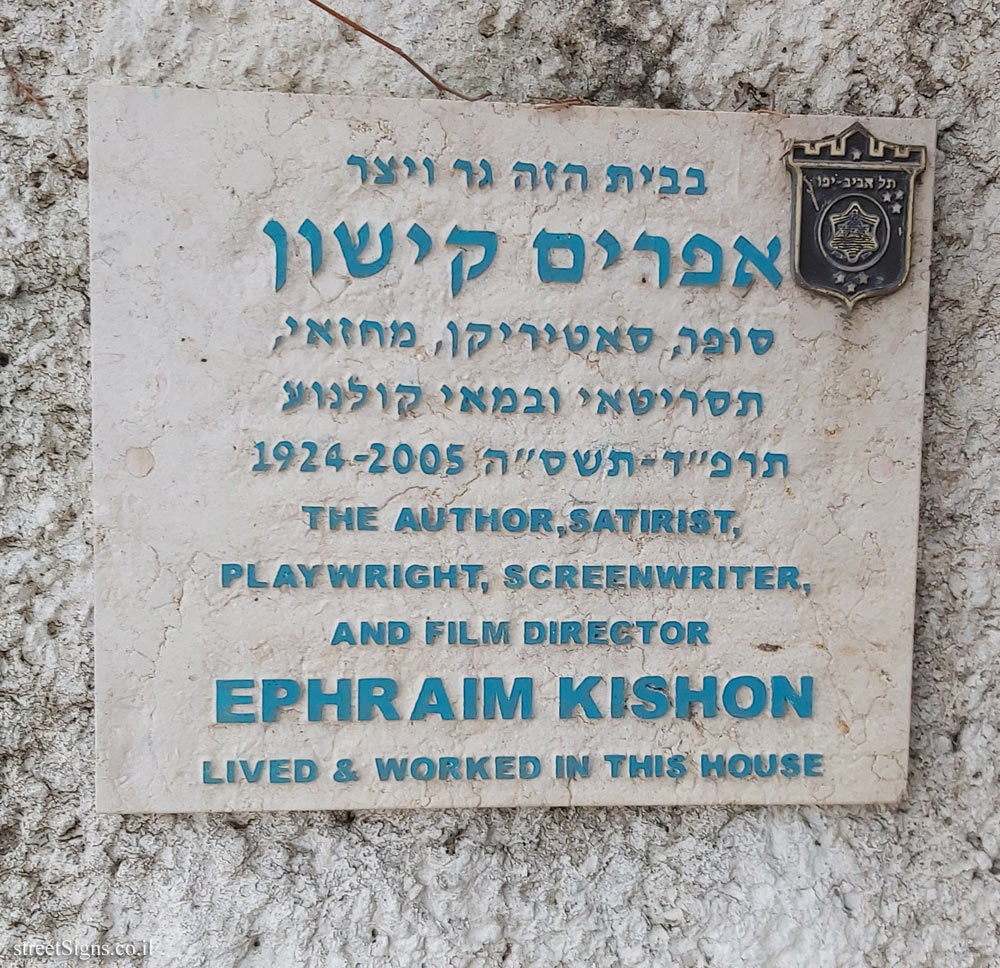 תל אביב-יפו
בבית הזה גר ויצר
אפרים קישון
סופר, סאטיריקן, מחזאי,
תסריטאי ובמאי קולנוע
תרפ״ד-תשס״ה 1924-2005
THE AUTHOR,SATIRIST,
PLAYWRIGHT, SCREENWRITER,
AND FILM DIRECTOR
EPHRAIM KISHON
LIVED & WORKED IN THIS HOUSE
streetSigns.co.il